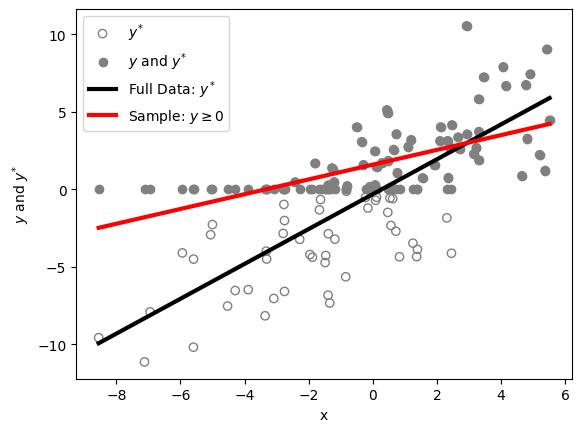 y*
y and y*
Full Data: y*
Sample: y ≥ 0
y and y*
10
5
0
−5
−10
−8 −6 −4 −2 0 2 4 6
x